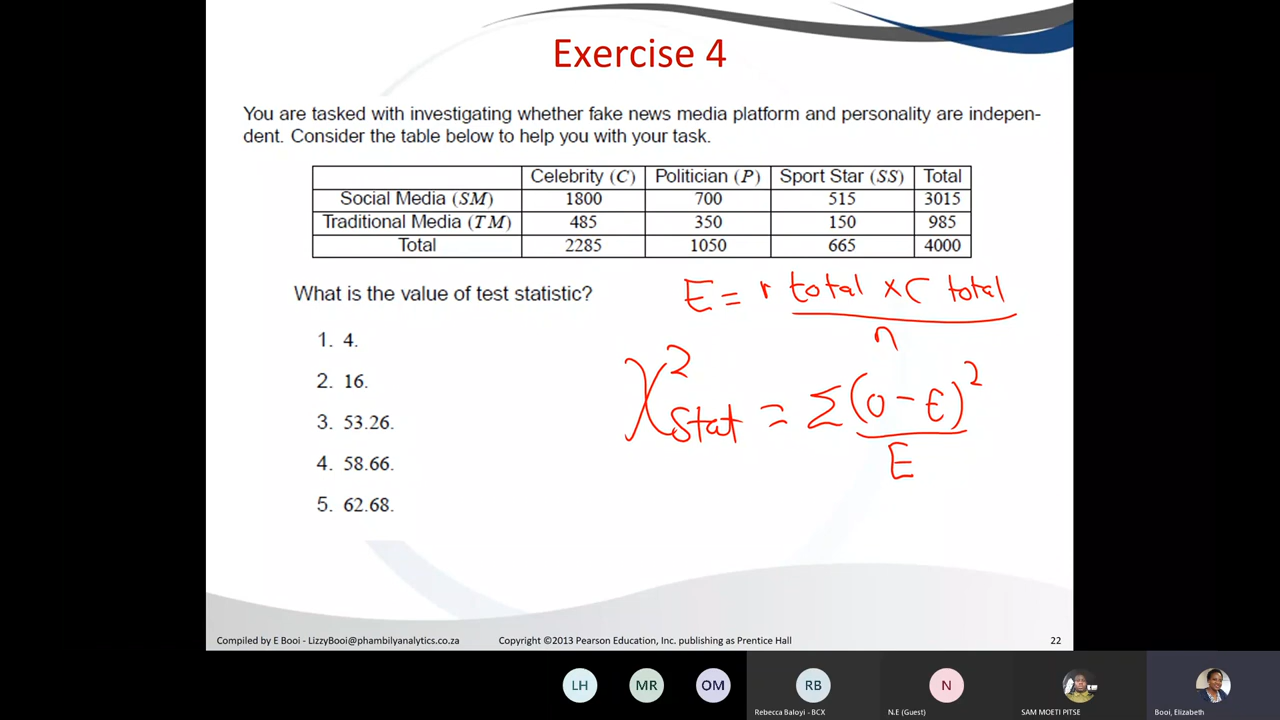 Exercise 4
You are tasked with investigating whether fake news media platform and personality are indepen-
dent. Consider the table below to help you with your task.
Celebrity (C) Politician (P) Sport Star (SS) Total
Social Media (SM) 1800 700 515 3015
Traditional Media (TM) 485 350 150 985
Total 2285 1050 665 4000
What is the value of test statistic?
E = r total × C total
n
1. 4.
2. 16.
3. 53.26.
4. 58.66.
5. 62.68.
χ² stat = Σ (O − E)²
E
Compiled by E Booi - LizzyBooi@phambilyanalytics.co.za Copyright ©2013 Pearson Education, Inc. publishing as Prentice Hall 22
LH MR OM RB N
Rebecca Baloyi - BCX N.E (Guest) SAM MOETI PITSE Booi, Elizabeth